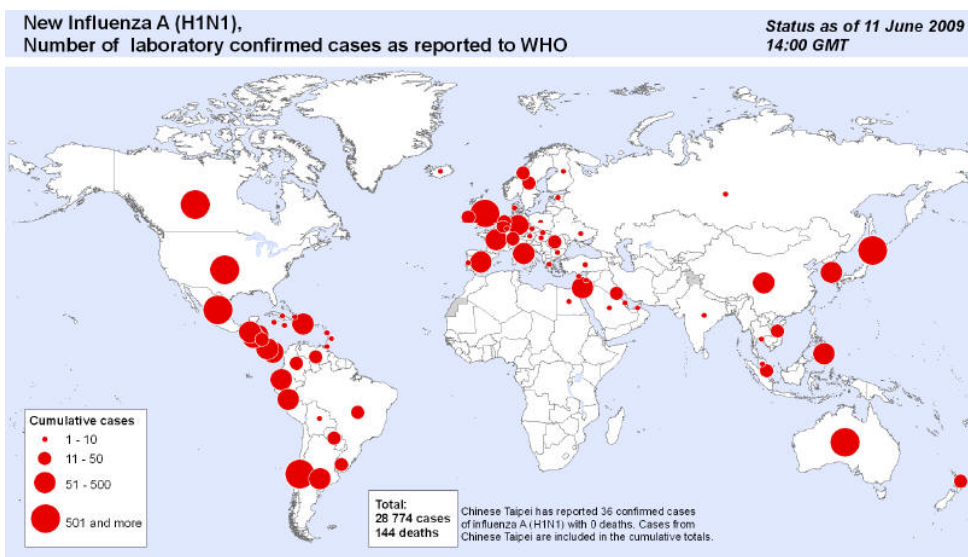 New Influenza A (H1N1),
Number of laboratory confirmed cases as reported to WHO
Status as of 11 June 2009
14:00 GMT
Cumulative cases
1 - 10
11 - 50
51 - 500
501 and more
Total:
28 774 cases
144 deaths
Chinese Taipei has reported 36 confirmed cases
of influenza A (H1N1) with 0 deaths. Cases from
Chinese Taipei are included in the cumulative totals.